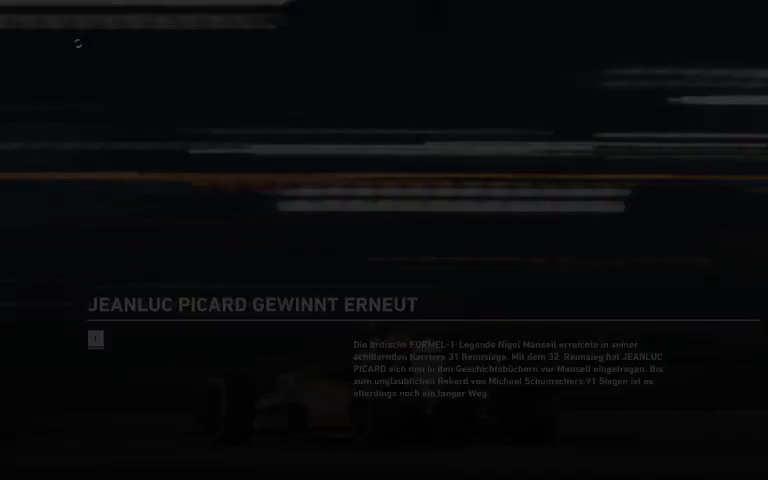 JEANLUC PICARD GEWINNT ERNEUT
Die britische FORMEL-1-Legende Nigel Mansell erreichte in seiner
schillernden Karriere 31 Rennsiege. Mit dem 32. Rennsieg hat JEANLUC
PICARD sich nun in den Geschichtsbüchern vor Mansell eingetragen. Bis
zum unglaublichen Rekord von Michael Schumachers 91 Siegen ist es
allerdings noch ein langer Weg.